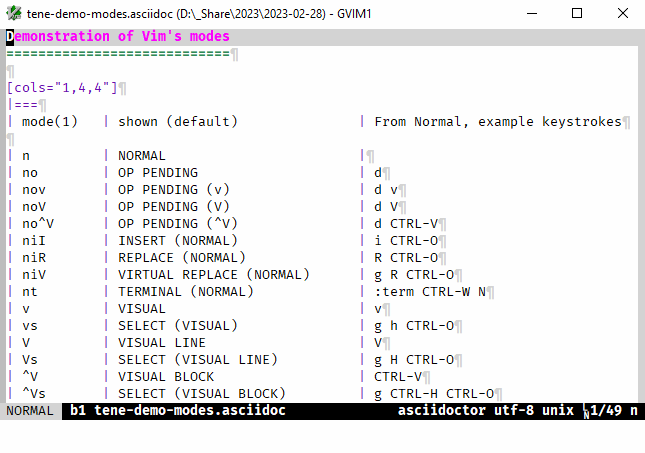 tene-demo-modes.asciidoc (D:\_Share\2023\2023-02-28) - GVIM1
Demonstration of Vim's modes
============================¶
¶
[cols="1,4,4"]¶
|===¶
| mode(1) | shown (default) | From Normal, example keystrokes¶
¶
| n | NORMAL |¶
| no | OP PENDING | d¶
| nov | OP PENDING (v) | d v¶
| noV | OP PENDING (V) | d V¶
| no^V | OP PENDING (^V) | d CTRL-V¶
| niI | INSERT (NORMAL) | i CTRL-O¶
| niR | REPLACE (NORMAL) | R CTRL-O¶
| niV | VIRTUAL REPLACE (NORMAL) | g R CTRL-O¶
| nt | TERMINAL (NORMAL) | :term CTRL-W N¶
| v | VISUAL | v¶
| vs | SELECT (VISUAL) | g h CTRL-O¶
| V | VISUAL LINE | V¶
| Vs | SELECT (VISUAL LINE) | g H CTRL-O¶
| ^V | VISUAL BLOCK | CTRL-V¶
| ^Vs | SELECT (VISUAL BLOCK) | g CTRL-H CTRL-O¶
NORMAL b1 tene-demo-modes.asciidoc asciidoctor utf-8 unix ␊1/49 n